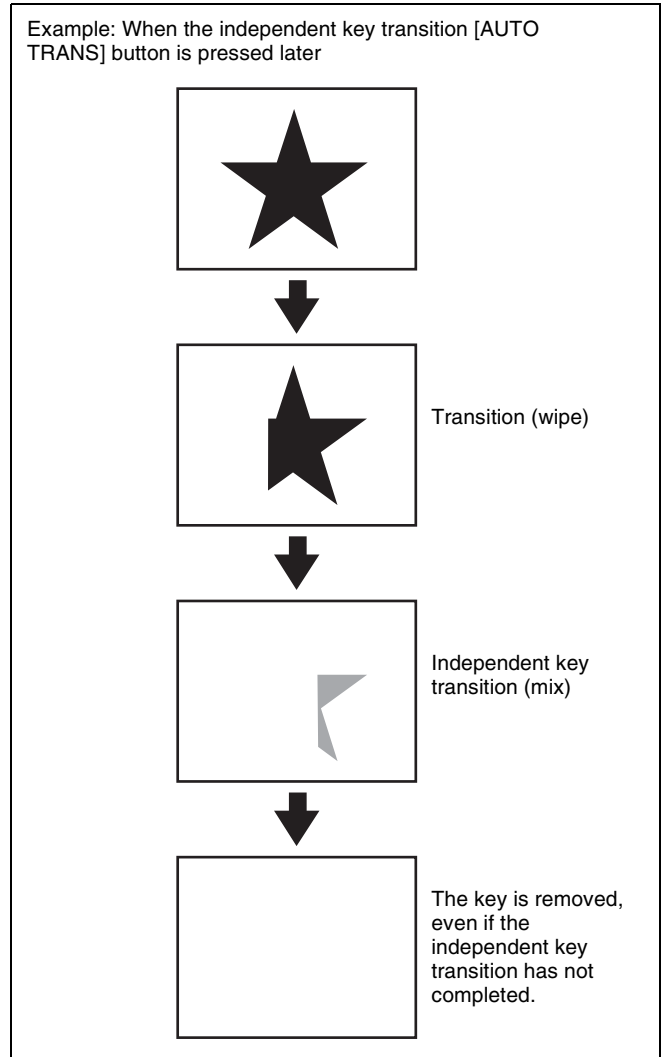 Example: When the independent key transition [AUTO
TRANS] button is pressed later
Transition (wipe)
Independent key
transition (mix)
The key is removed,
even if the
independent key
transition has not
completed.